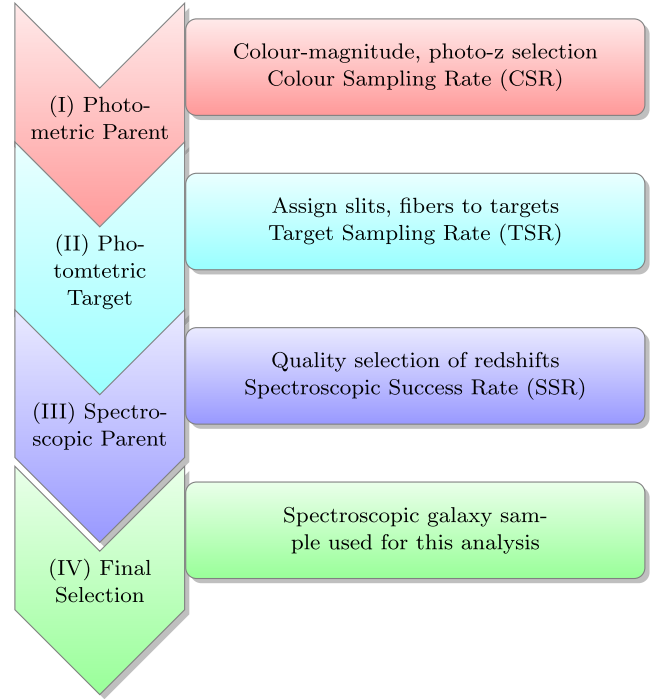 (I) Photo-
metric Parent
Colour-magnitude, photo-z selection
Colour Sampling Rate (CSR)
(II) Pho-
tomtetric
Target
Assign slits, fibers to targets
Target Sampling Rate (TSR)
(III) Spectro-
scopic Parent
Quality selection of redshifts
Spectroscopic Success Rate (SSR)
(IV) Final
Selection
Spectroscopic galaxy sam-
ple used for this analysis